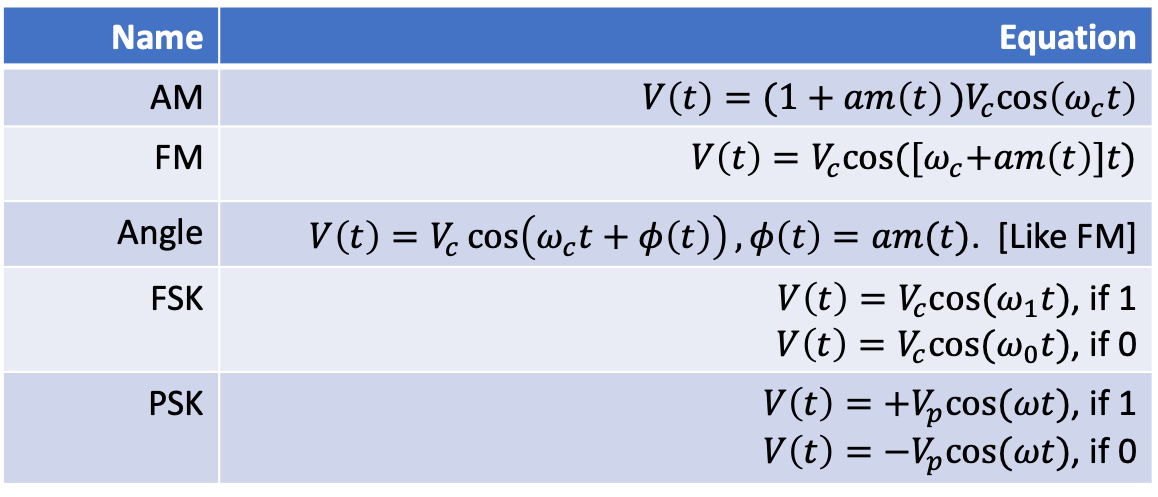 Name Equation
AM V(t) = (1 + am(t) )V_c cos(ω_c t)
FM V(t) = V_c cos([ω_c+am(t)]t)
Angle V(t) = V_c cos(ω_c t + ϕ(t)), ϕ(t) = am(t). [Like FM]
FSK V(t) = V_c cos(ω_1 t), if 1
V(t) = V_c cos(ω_0 t), if 0
PSK V(t) = +V_p cos(ωt), if 1
V(t) = −V_p cos(ωt), if 0